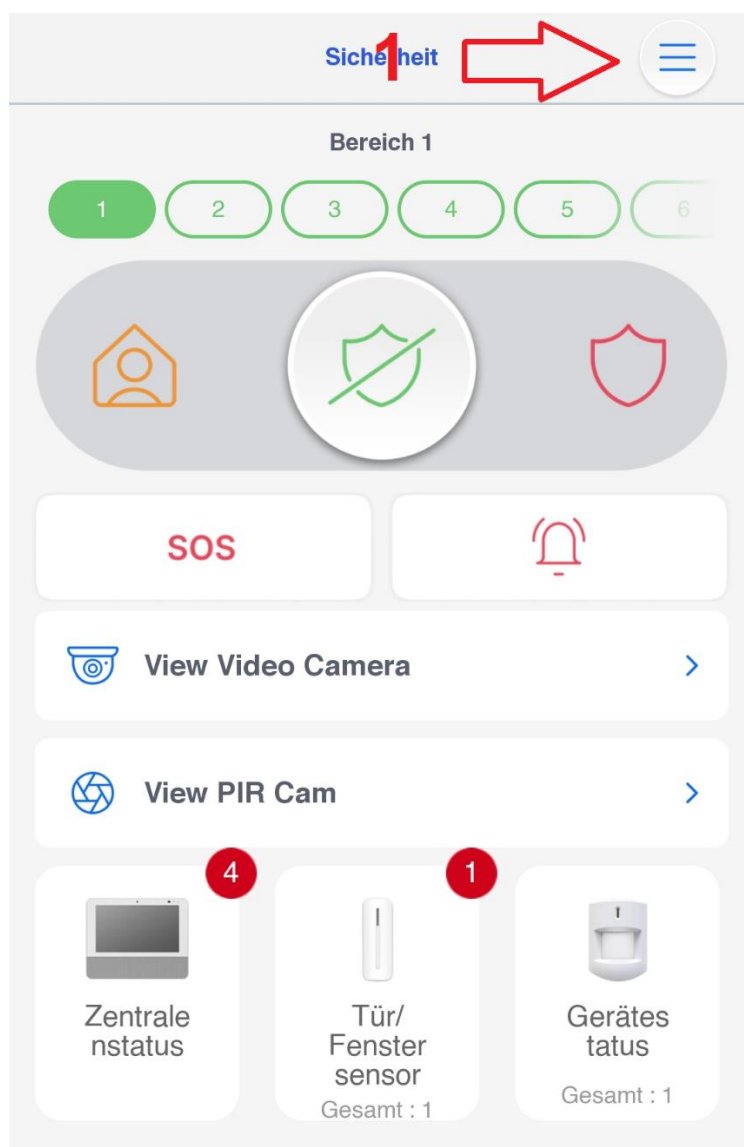 Sicherheit
1
Bereich 1
1 2 3 4 5 6
SOS
View Video Camera
View PIR Cam
4
1
Zentrale
nstatus
Tür/
Fenster
sensor
Gesamt : 1
Gerätes
tatus
Gesamt : 1